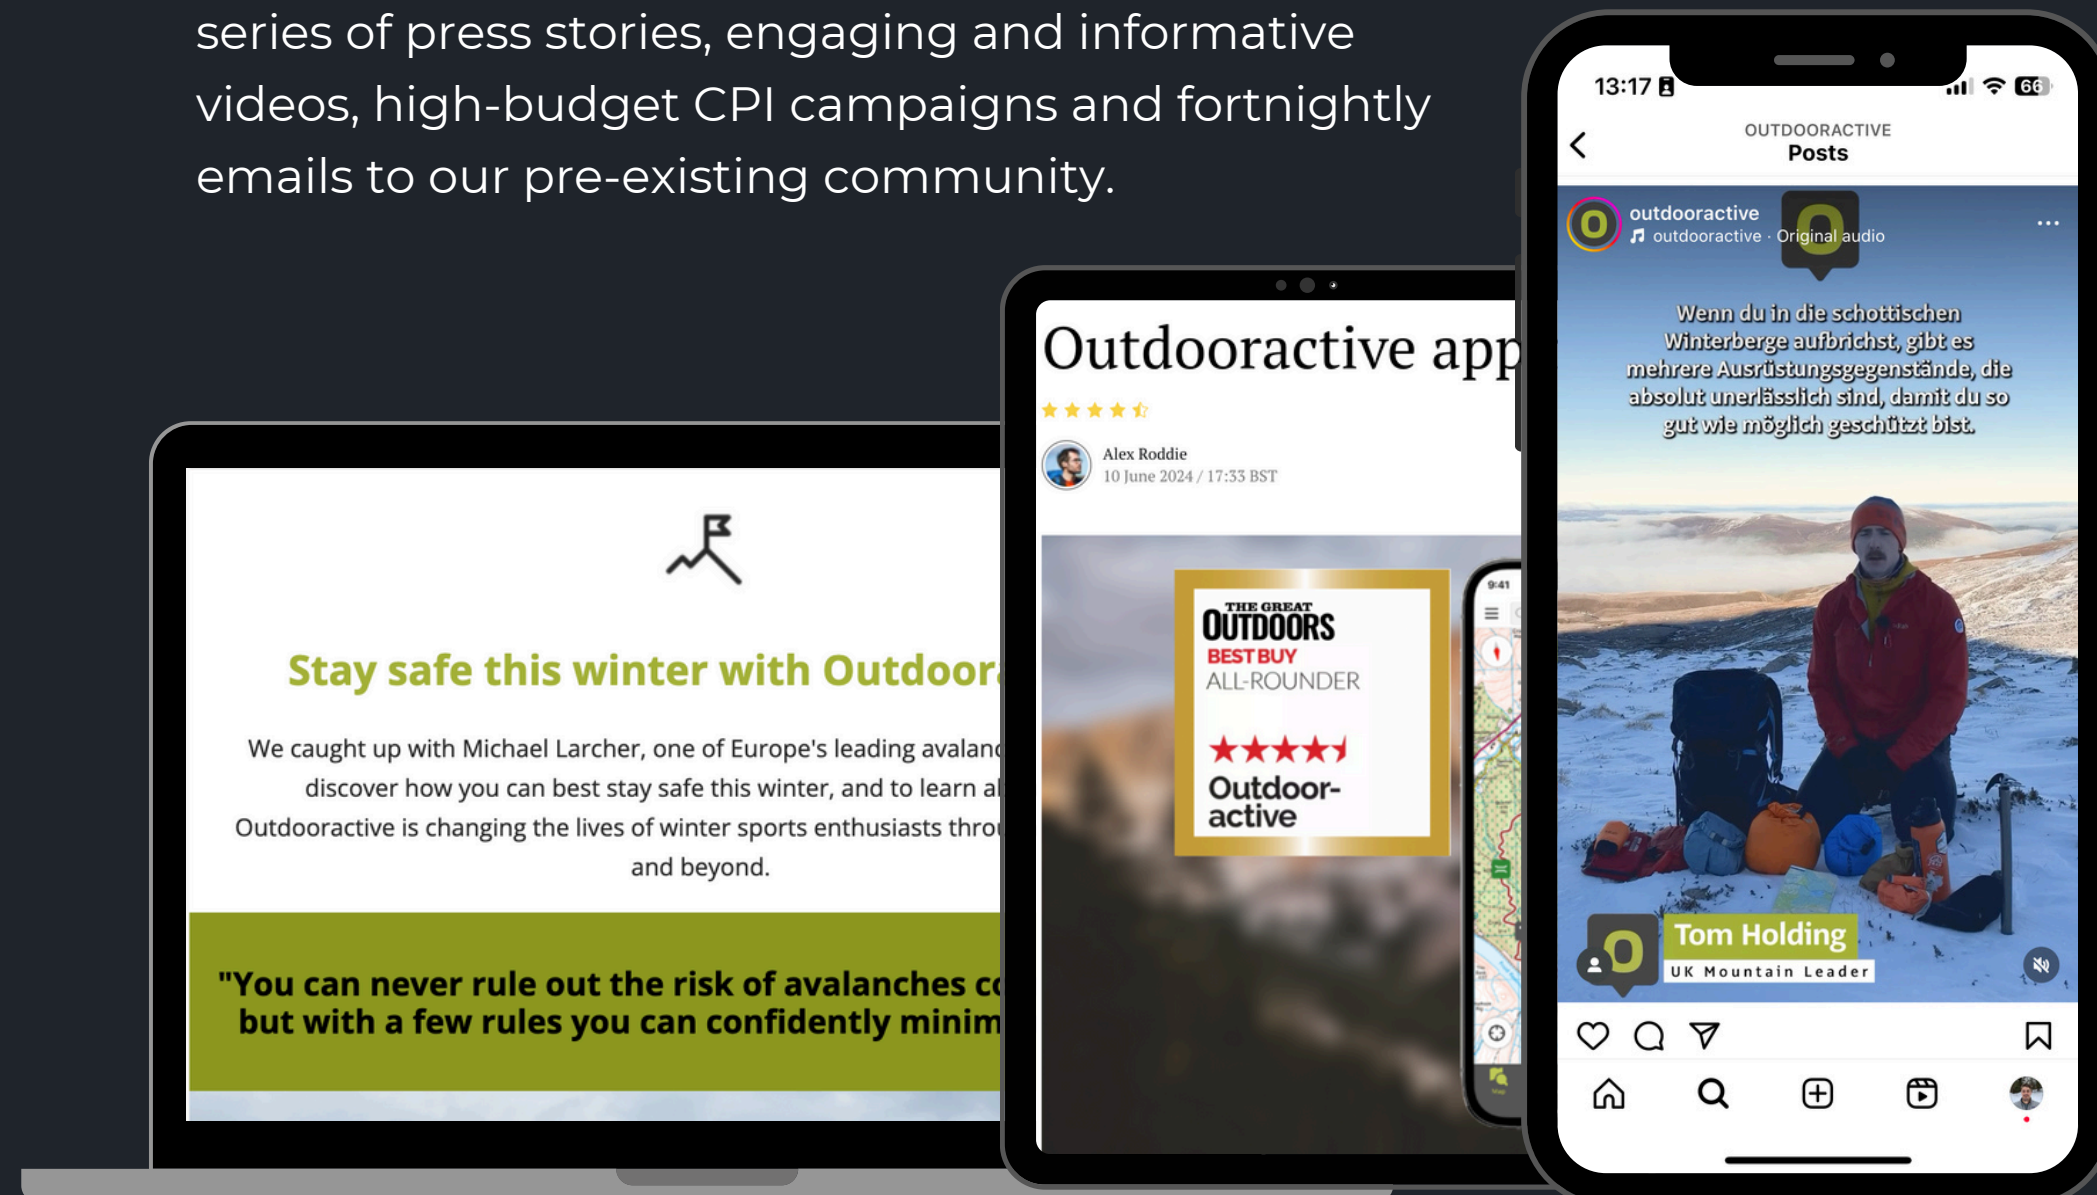 series of press stories, engaging and informative
videos, high-budget CPI campaigns and fortnightly
emails to our pre-existing community.
Stay safe this winter with Outdoor
We caught up with Michael Larcher, one of Europe's leading avalanc
discover how you can best stay safe this winter, and to learn a
Outdooractive is changing the lives of winter sports enthusiasts thro
and beyond.
"You can never rule out the risk of avalanches co
but with a few rules you can confidently minim
Outdooractive app
Alex Roddie
10 June 2024 / 17:33 BST
THE GREAT
OUTDOORS
BEST BUY
ALL-ROUNDER
Outdoor-
active
9:41
13:17
66
OUTDOORACTIVE
Posts
outdooractive
outdooractive · Original audio
Wenn du in die schottischen
Winterberge aufbrichst, gibt es
mehrere Ausrüstungsgegenstände, die
absolut unerlässlich sind, damit du so
gut wie möglich geschützt bist.
Tom Holding
UK Mountain Leader